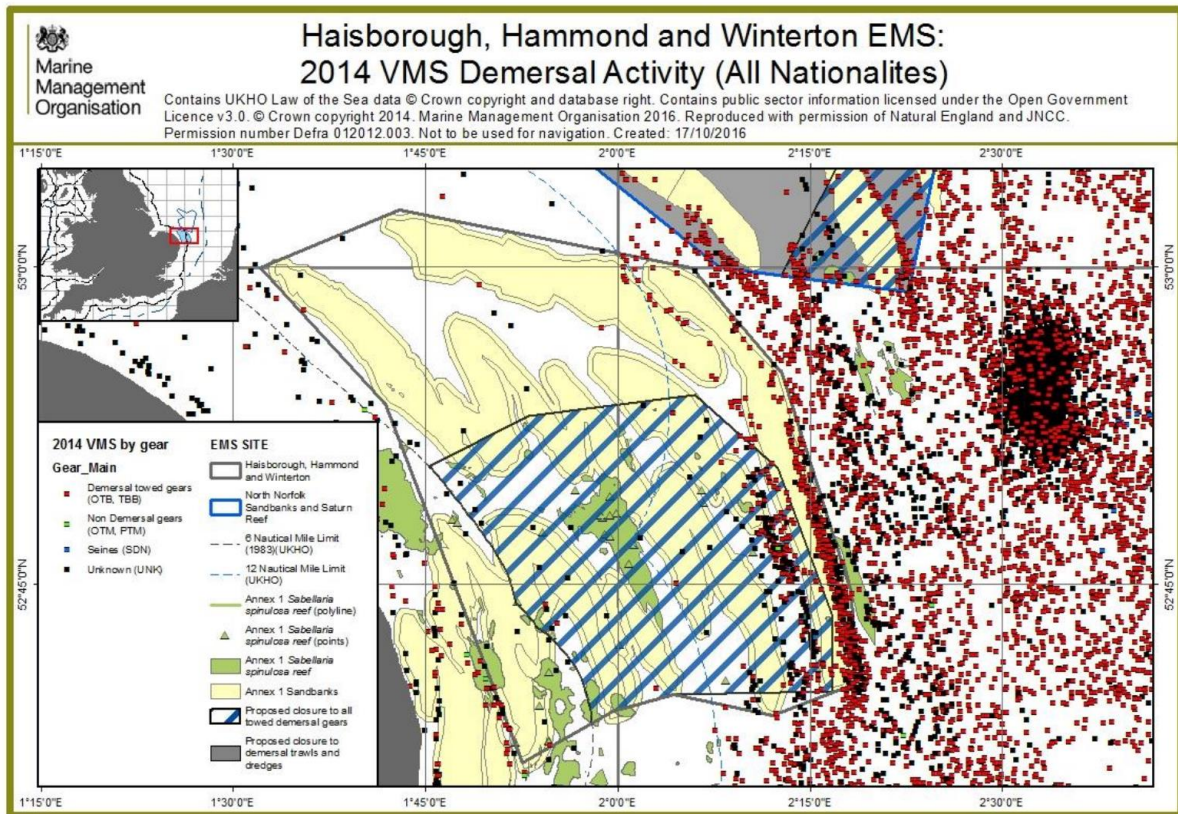 Marine
Management
Organisation
Haisborough, Hammond and Winterton EMS:
2014 VMS Demersal Activity (All Nationalites)
Contains UKHO Law of the Sea data © Crown copyright and database right. Contains public sector information licensed under the Open Government
Licence v3.0. © Crown copyright 2014. Marine Management Organisation 2016. Reproduced with permission of Natural England and JNCC.
Permission number Defra 012012.003. Not to be used for navigation. Created: 17/10/2016
1°15'0"E
1°30'0"E
1°45'0"E
2°0'0"E
2°15'0"E
2°30'0"E
53°0'0"N
53°0'0"N
52°45'0"N
52°45'0"N
2014 VMS by gear
Gear_Main
Demersal towed gears
(OTB, TBB)
Non Demersal gears
(OTM, PTM)
Seines (SDN)
Unknown (UNK)
EMS SITE
Haisborough, Hammond
and Winterton
North Norfolk
Sandbanks and Saturn
Reef
6 Nautical Mile Limit
(1983)(UKHO)
12 Nautical Mile Limit
(UKHO)
Annex 1 Sabellaria
spinulosa reef (polyline)
Annex 1 Sabellaria
spinulosa reef (points)
Annex 1 Sabellaria
spinulosa reef
Annex 1 Sandbanks
Proposed closure to all
towed demersal gears
Proposed closure to
demersal trawls and
dredges
1°15'0"E
1°30'0"E
1°45'0"E
2°0'0"E
2°15'0"E
2°30'0"E